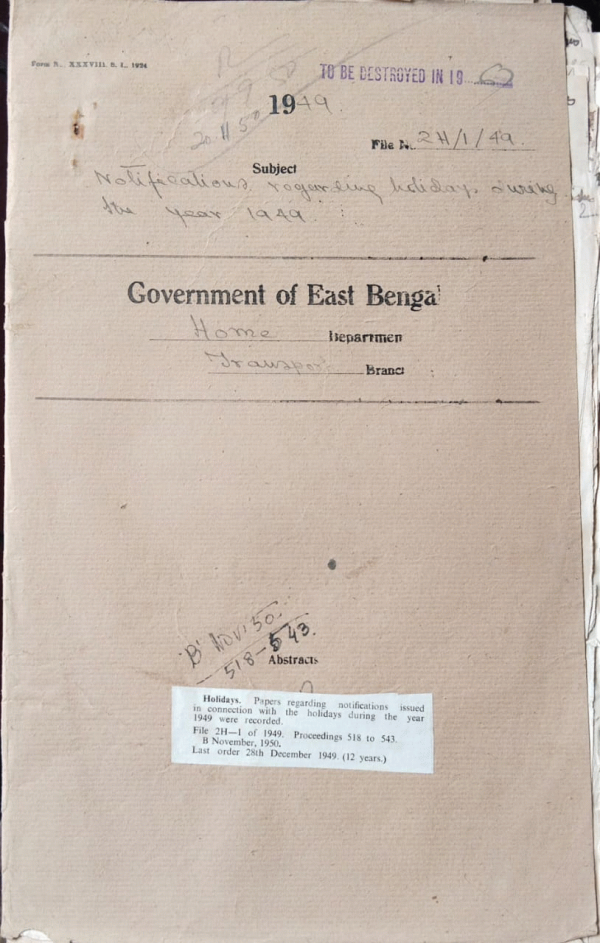 Form N. XXXVIII, B. I., 1924
TO BE DESTROYED IN 19
1949
20 11 50
File N. 2H/1/49.
Subject
Notifications regarding holidays during
the year 1949
Government of East Bengal
Home Departmen
Transport Branc
'B' Nov: 50.
518-543.
Abstracts
Holidays. Papers regarding notifications issued
in connection with the holidays during the year
1949 were recorded.
File 2H—1 of 1949. Proceedings 518 to 543.
B November, 1950.
Last order 28th December 1949. (12 years.)